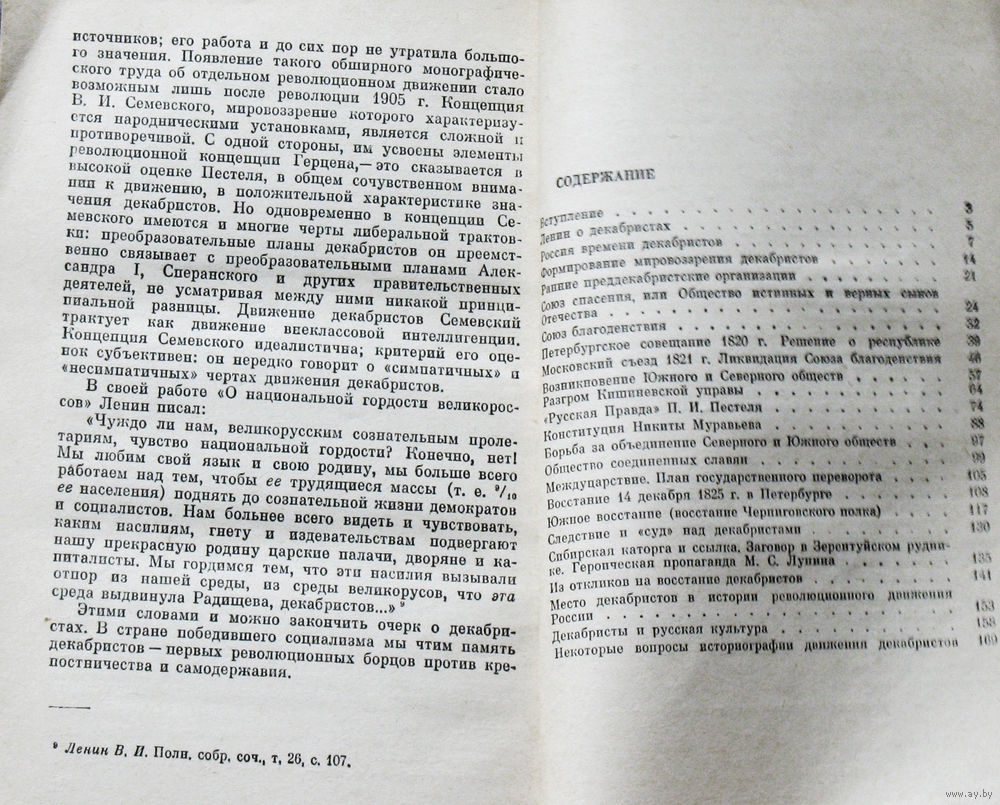 источников; его работа и до сих пор не утратила большо-
го значения. Появление такого обширного монографиче-
ского труда об отдельном революционном движении стало
возможным лишь после революции 1905 г. Концепция
В. И. Семевского, мировоззрение которого характеризу-
ется народническими установками, является сложной и
противоречивой. С одной стороны, им усвоены элементы
революционной концепции Герцена,— это сказывается в
высокой оценке Пестеля, в общем сочувственном внима-
нии к движению, в положительной характеристике зна-
чения декабристов. Но одновременно в концепции Се-
мевского имеются и многие черты либеральной трактов-
ки: преобразовательные планы декабристов он преемст-
венно связывает с преобразовательными планами Алек-
сандра I, Сперанского и других правительственных
деятелей, не усматривая между ними никакой принци-
пиальной разницы. Движение декабристов Семевский
трактует как движение внеклассовой интеллигенции.
Концепция Семевского идеалистична; критерий его оце-
нок субъективен: он нередко говорит о «симпатичных» и
«несимпатичных» чертах движения декабристов.
В своей работе «О национальной гордости великорос-
сов» Ленин писал:
«Чуждо ли нам, великорусским сознательным проле-
тариям, чувство национальной гордости? Конечно, нет!
Мы любим свой язык и свою родину, мы больше всего
работаем над тем, чтобы ее трудящиеся массы (т. е. 9/10
ее населения) поднять до сознательной жизни демократов
и социалистов. Нам больнее всего видеть и чувствовать,
каким насилиям, гнету и издевательствам подвергают
нашу прекрасную родину царские палачи, дворяне и ка-
питалисты. Мы гордимся тем, что эти насилия вызывали
отпор из нашей среды, из среды великорусов, что эта
среда выдвинула Радищева, декабристов...» 9
Этими словами и можно закончить очерк о декабри-
стах. В стране победившего социализма мы чтим память
декабристов — первых революционных борцов против кре-
постничества и самодержавия.
9 Ленин В. И. Полн. собр. соч., т. 26, с. 107.
СОДЕРЖАНИЕ
Вступление . . . 3
Ленин о декабристах . . . 5
Россия времени декабристов . . . 7
Формирование мировоззрения декабристов . . . 14
Ранние преддекабристские организации . . . 21
Союз спасения, или Общество истинных и верных сынов
Отечества . . . 24
Союз благоденствия . . . 32
Петербургское совещание 1820 г. Решение о республике 39
Московский съезд 1821 г. Ликвидация Союза благоденствия 46
Возникновение Южного и Северного обществ . . . 57
Разгром Кишиневской управы . . . 64
«Русская Правда» П. И. Пестеля . . . 74
Конституция Никиты Муравьева . . . 88
Борьба за объединение Северного и Южного обществ . . . 97
Общество соединенных славян . . . 99
Междуцарствие. План государственного переворота . . . 105
Восстание 14 декабря 1825 г. в Петербурге . . . 108
Южное восстание (восстание Черниговского полка) . . . 117
Следствие и «суд» над декабристами . . . 130
Сибирская каторга и ссылка. Заговор в Зерентуйском рудни-
ке. Героическая пропаганда М. С. Лунина . . . 135
Из откликов на восстание декабристов . . . 141
Место декабристов в истории революционного движения
России . . . 153
Декабристы и русская культура . . . 158
Некоторые вопросы историографии движения декабристов 169
www.ay.by